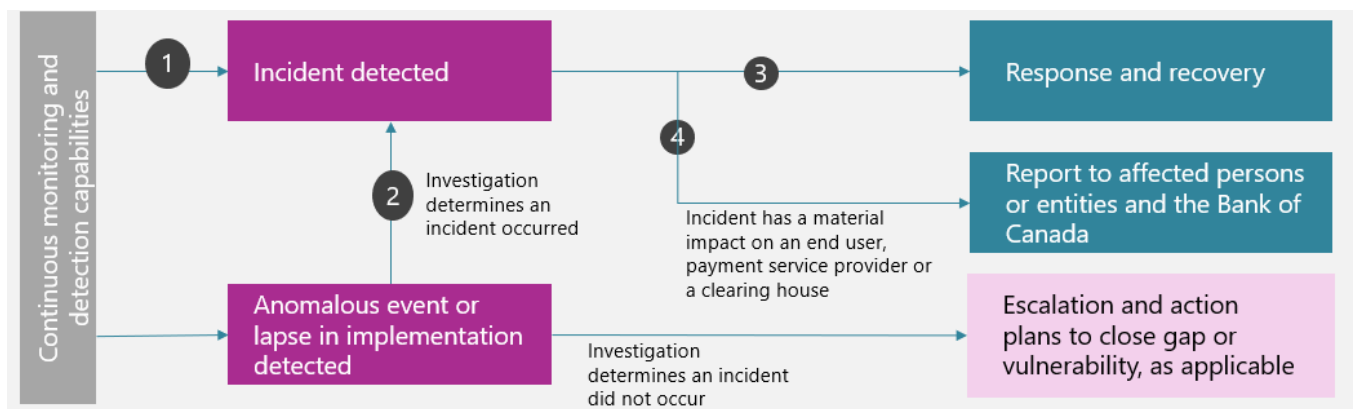 Continuous monitoring and
detection capabilities
1
Incident detected
3
Response and recovery
4
2
Investigation
determines an
incident occurred
Incident has a material
impact on an end user,
payment service provider or
a clearing house
Report to affected persons
or entities and the Bank of
Canada
Anomalous event or
lapse in implementation
detected
Investigation
determines an incident
did not occur
Escalation and action
plans to close gap or
vulnerability, as applicable